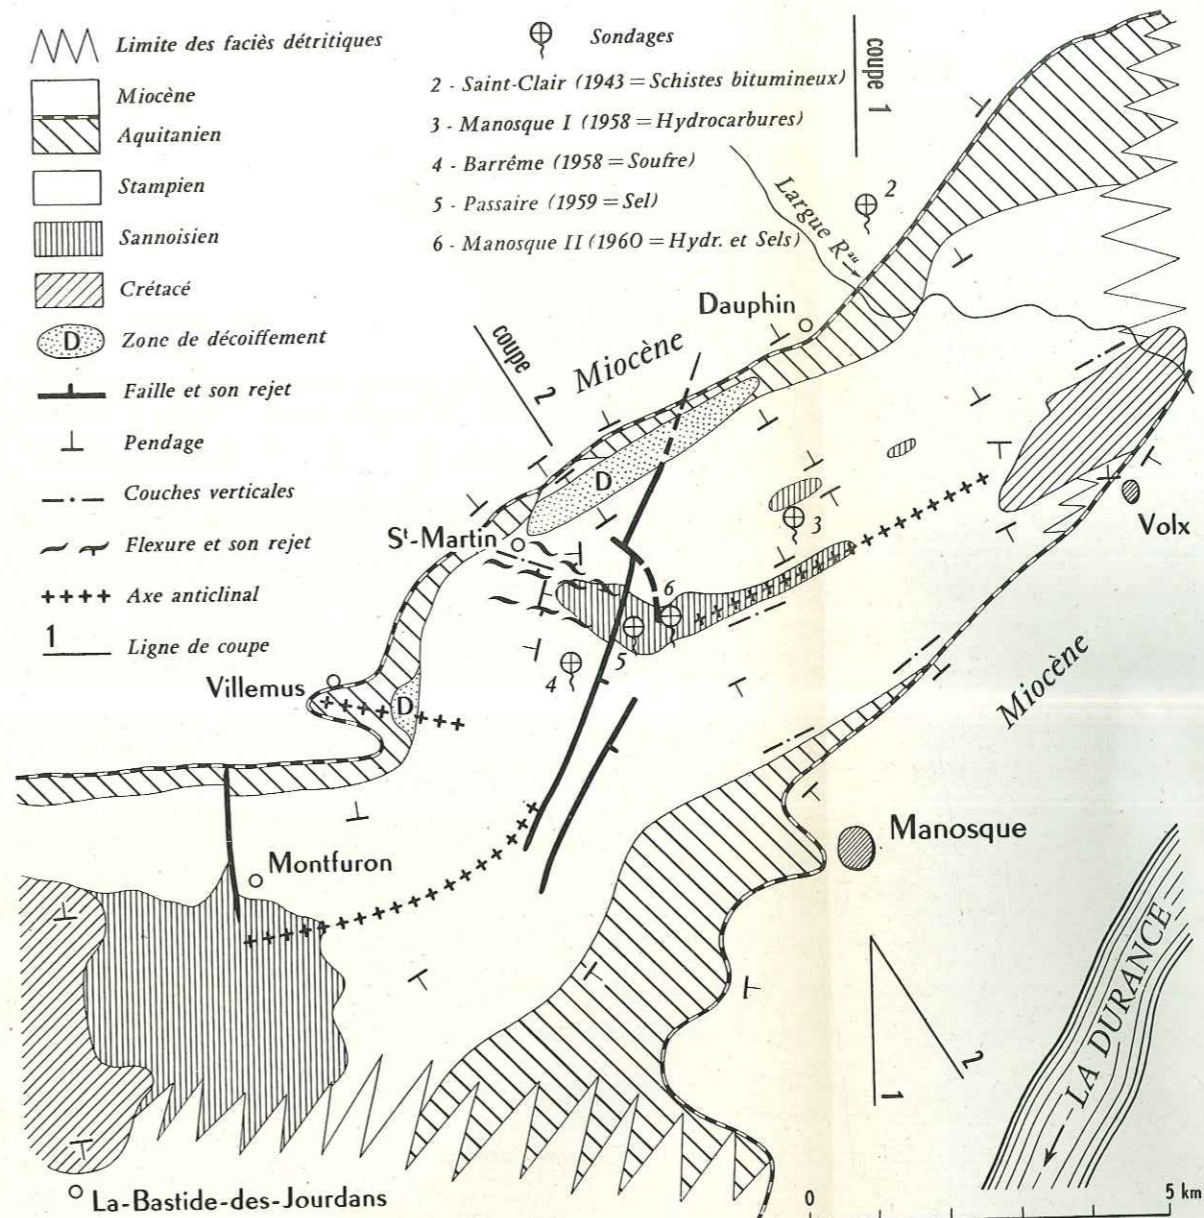 Limite des faciès détritiques
Miocène
Aquitanien
Stampien
Sannoisien
Crétacé
D Zone de décoiffement
Faille et son rejet
Pendage
Couches verticales
Flexure et son rejet
Axe anticlinal
1 Ligne de coupe
Sondages
2 - Saint-Clair (1943 = Schistes bitumineux)
3 - Manosque I (1958 = Hydrocarbures)
4 - Barrême (1958 = Soufre)
5 - Passaire (1959 = Sel)
6 - Manosque II (1960 = Hydr. et Sels)
coupe 1
2
Largue Rau
Dauphin
coupe 2
Miocène
D
St-Martin
3
Volx
6
5
4
Villemus
D
Miocène
Manosque
Montfuron
LA DURANCE
2
1
La-Bastide-des-Jourdans
0
5 km